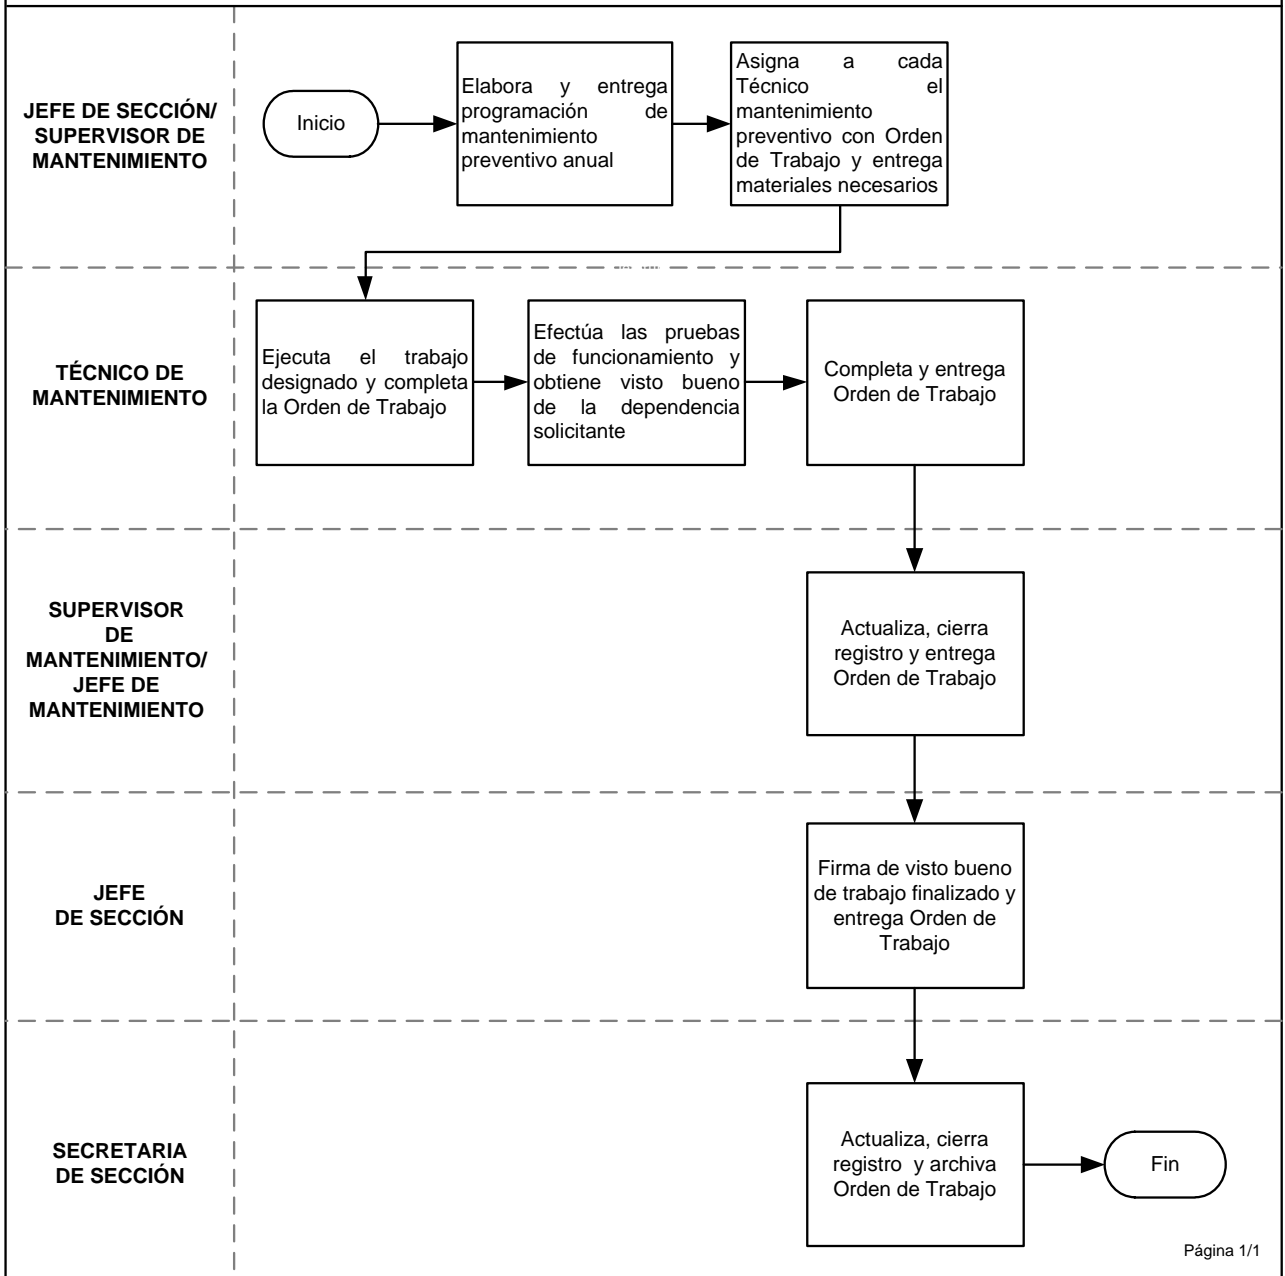 JEFE DE SECCIÓN/
SUPERVISOR DE
MANTENIMIENTO
Inicio
Elabora y entrega
programación de
mantenimiento
preventivo anual
Asigna a cada
Técnico el
mantenimiento
preventivo con Orden
de Trabajo y entrega
materiales necesarios
TÉCNICO DE
MANTENIMIENTO
Ejecuta el trabajo
designado y completa
la Orden de Trabajo
Efectúa las pruebas
de funcionamiento y
obtiene visto bueno
de la dependencia
solicitante
Completa y entrega
Orden de Trabajo
SUPERVISOR
DE
MANTENIMIENTO/
JEFE DE
MANTENIMIENTO
Actualiza, cierra
registro y entrega
Orden de Trabajo
JEFE
DE SECCIÓN
Firma de visto bueno
de trabajo finalizado y
entrega Orden de
Trabajo
SECRETARIA
DE SECCIÓN
Actualiza, cierra
registro y archiva
Orden de Trabajo
Fin
Página 1/1